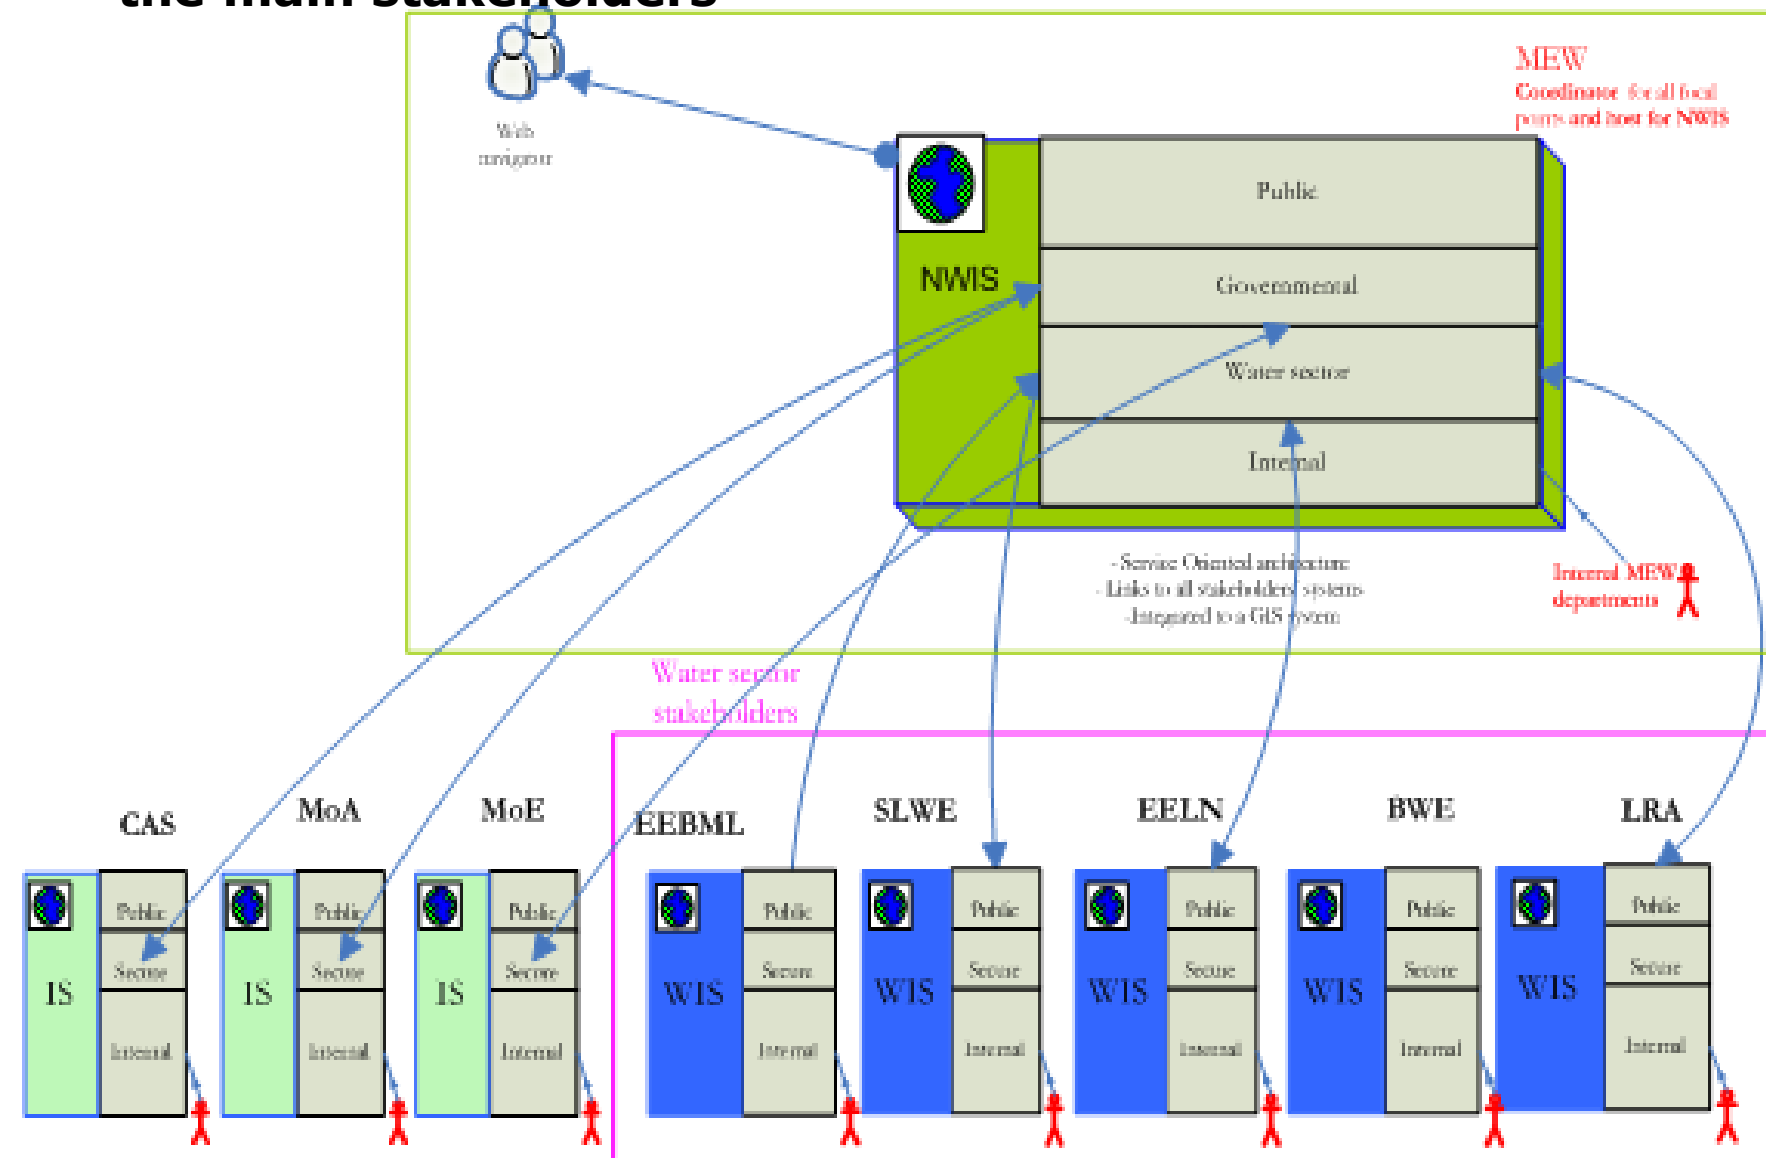 the main stakeholders
MEW
Coordinator for all focal
points and host for NWIS
Web
navigator
Public
NWIS
Governmental
Water sector
Internal
- Service Oriented architecture
- Links to all stakeholders' systems
-Integrated to a GIS system
Internal MEW
departments
Water sector
stakeholders
CAS
MoA
MoE
EEBML
SLWE
EELN
BWE
LRA
Public
Public
Public
Public
Public
Public
Public
Public
Secure
Secure
Secure
Secure
Secure
Secure
Secure
Secure
IS
IS
IS
WIS
WIS
WIS
WIS
WIS
Internal
Internal
Internal
Internal
Internal
Internal
Internal
Internal